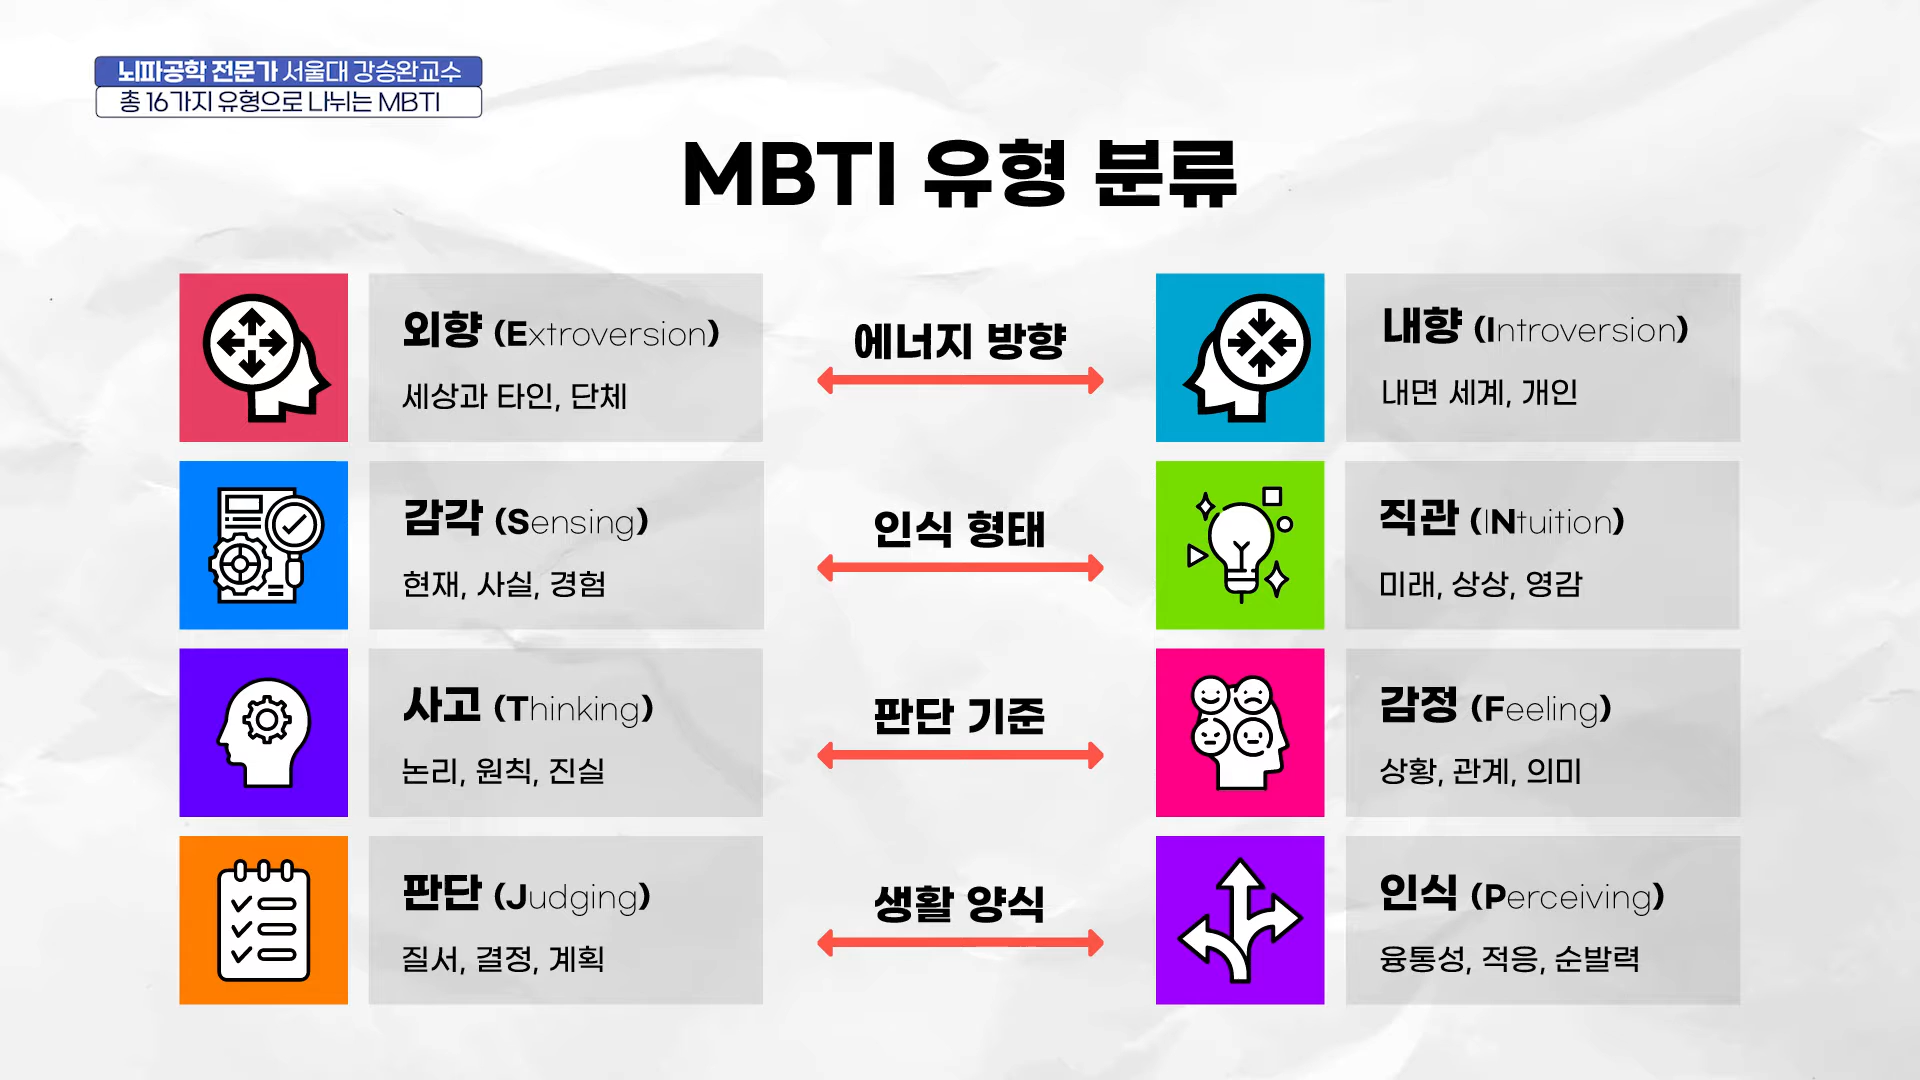 뇌파공학 전문가 서울대 강승완교수
총 16가지 유형으로 나뉘는 MBTI
MBTI 유형 분류
외향 (Extroversion)
세상과 타인, 단체
에너지 방향
내향 (Introversion)
내면 세계, 개인
감각 (Sensing)
현재, 사실, 경험
인식 형태
직관 (INtuition)
미래, 상상, 영감
사고 (Thinking)
논리, 원칙, 진실
판단 기준
감정 (Feeling)
상황, 관계, 의미
판단 (Judging)
질서, 결정, 계획
생활 양식
인식 (Perceiving)
융통성, 적응, 순발력